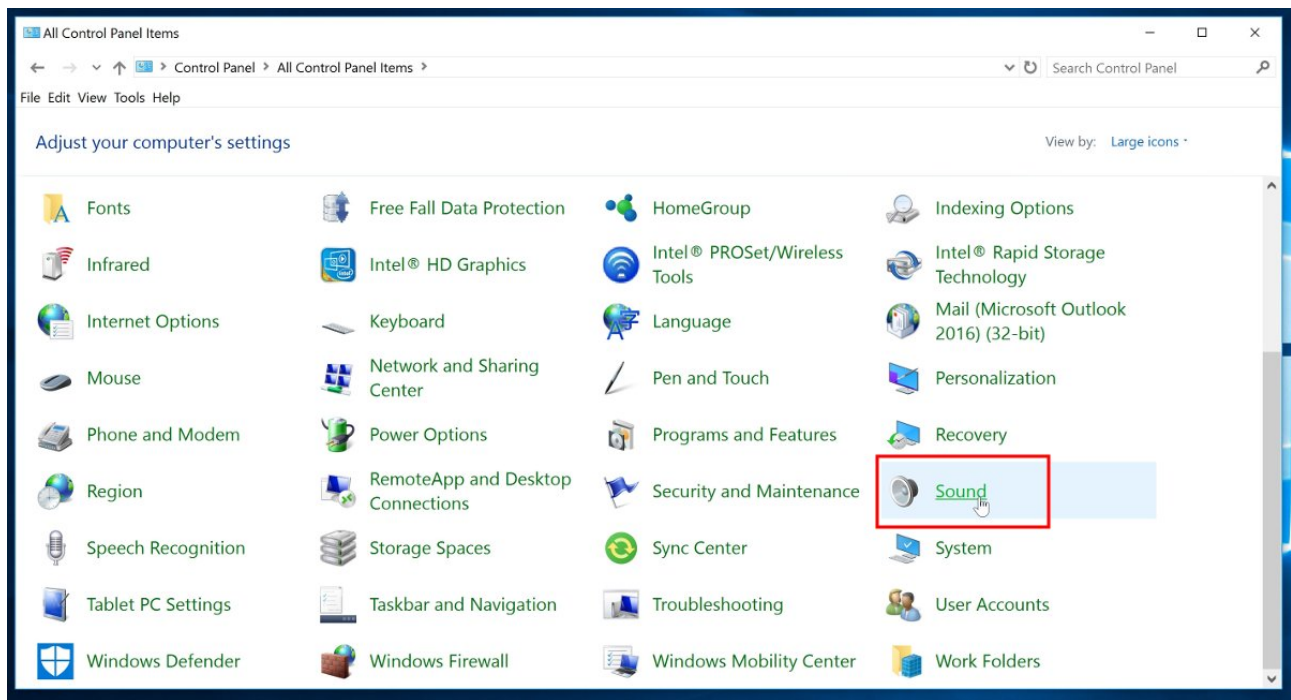 All Control Panel Items
Control Panel > All Control Panel Items >
Search Control Panel
File Edit View Tools Help
Adjust your computer's settings
View by: Large icons
Fonts
Free Fall Data Protection
HomeGroup
Indexing Options
Infrared
Intel® HD Graphics
Intel® PROSet/Wireless
Tools
Intel® Rapid Storage
Technology
Internet Options
Keyboard
Language
Mail (Microsoft Outlook
2016) (32-bit)
Mouse
Network and Sharing
Center
Pen and Touch
Personalization
Phone and Modem
Power Options
Programs and Features
Recovery
Region
RemoteApp and Desktop
Connections
Security and Maintenance
Sound
Speech Recognition
Storage Spaces
Sync Center
System
Tablet PC Settings
Taskbar and Navigation
Troubleshooting
User Accounts
Windows Defender
Windows Firewall
Windows Mobility Center
Work Folders